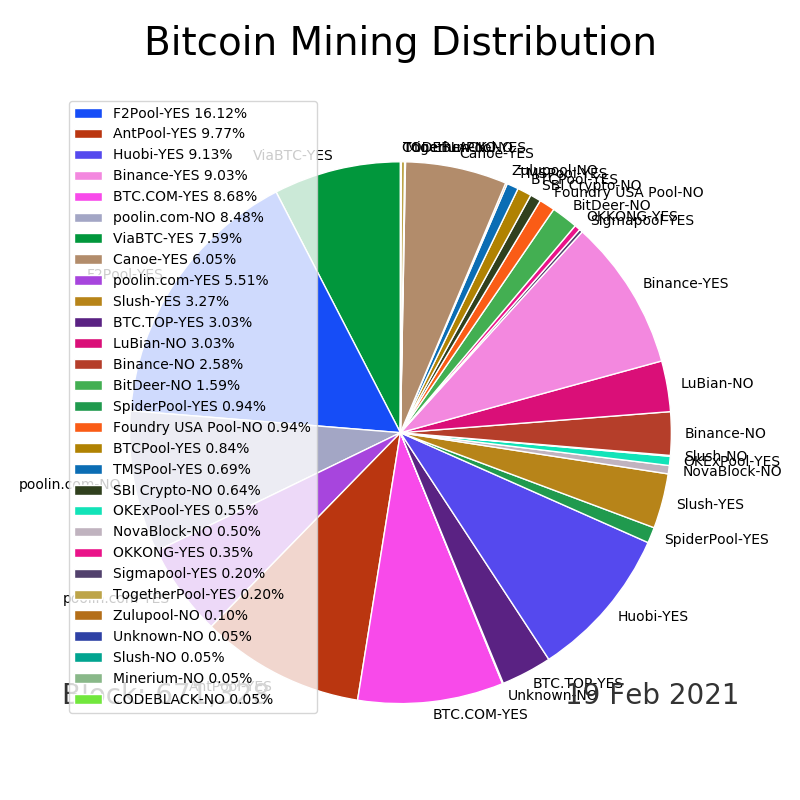 Bitcoin Mining Distribution
F2Pool-YES 16.12%
AntPool-YES 9.77%
Huobi-YES 9.13%
Binance-YES 9.03%
BTC.COM-YES 8.68%
poolin.com-NO 8.48%
ViaBTC-YES 7.59%
Canoe-YES 6.05%
poolin.com-YES 5.51%
Slush-YES 3.27%
BTC.TOP-YES 3.03%
LuBian-NO 3.03%
Binance-NO 2.58%
BitDeer-NO 1.59%
SpiderPool-YES 0.94%
Foundry USA Pool-NO 0.94%
BTCPool-YES 0.84%
TMSPool-YES 0.69%
SBI Crypto-NO 0.64%
OKExPool-YES 0.55%
NovaBlock-NO 0.50%
OKKONG-YES 0.35%
Sigmapool-YES 0.20%
TogetherPool-YES 0.20%
Zulupool-NO 0.10%
Unknown-NO 0.05%
Slush-NO 0.05%
Minerium-NO 0.05%
CODEBLACK-NO 0.05%
ViaBTC-YES
F2Pool-YES
poolin.com-NO
poolin.com-YES
AntPool-YES
Canoe-YES
Zulupool-NO
TMSPool-YES
BTCPool-YES
SBI Crypto-NO
Foundry USA Pool-NO
BitDeer-NO
OKKONG-YES
Sigmapool-YES
Binance-YES
LuBian-NO
Binance-NO
Slush-NO
OKExPool-YES
NovaBlock-NO
Slush-YES
SpiderPool-YES
Huobi-YES
BTC.TOP-YES
Unknown-NO
BTC.COM-YES
Block:
19 Feb 2021